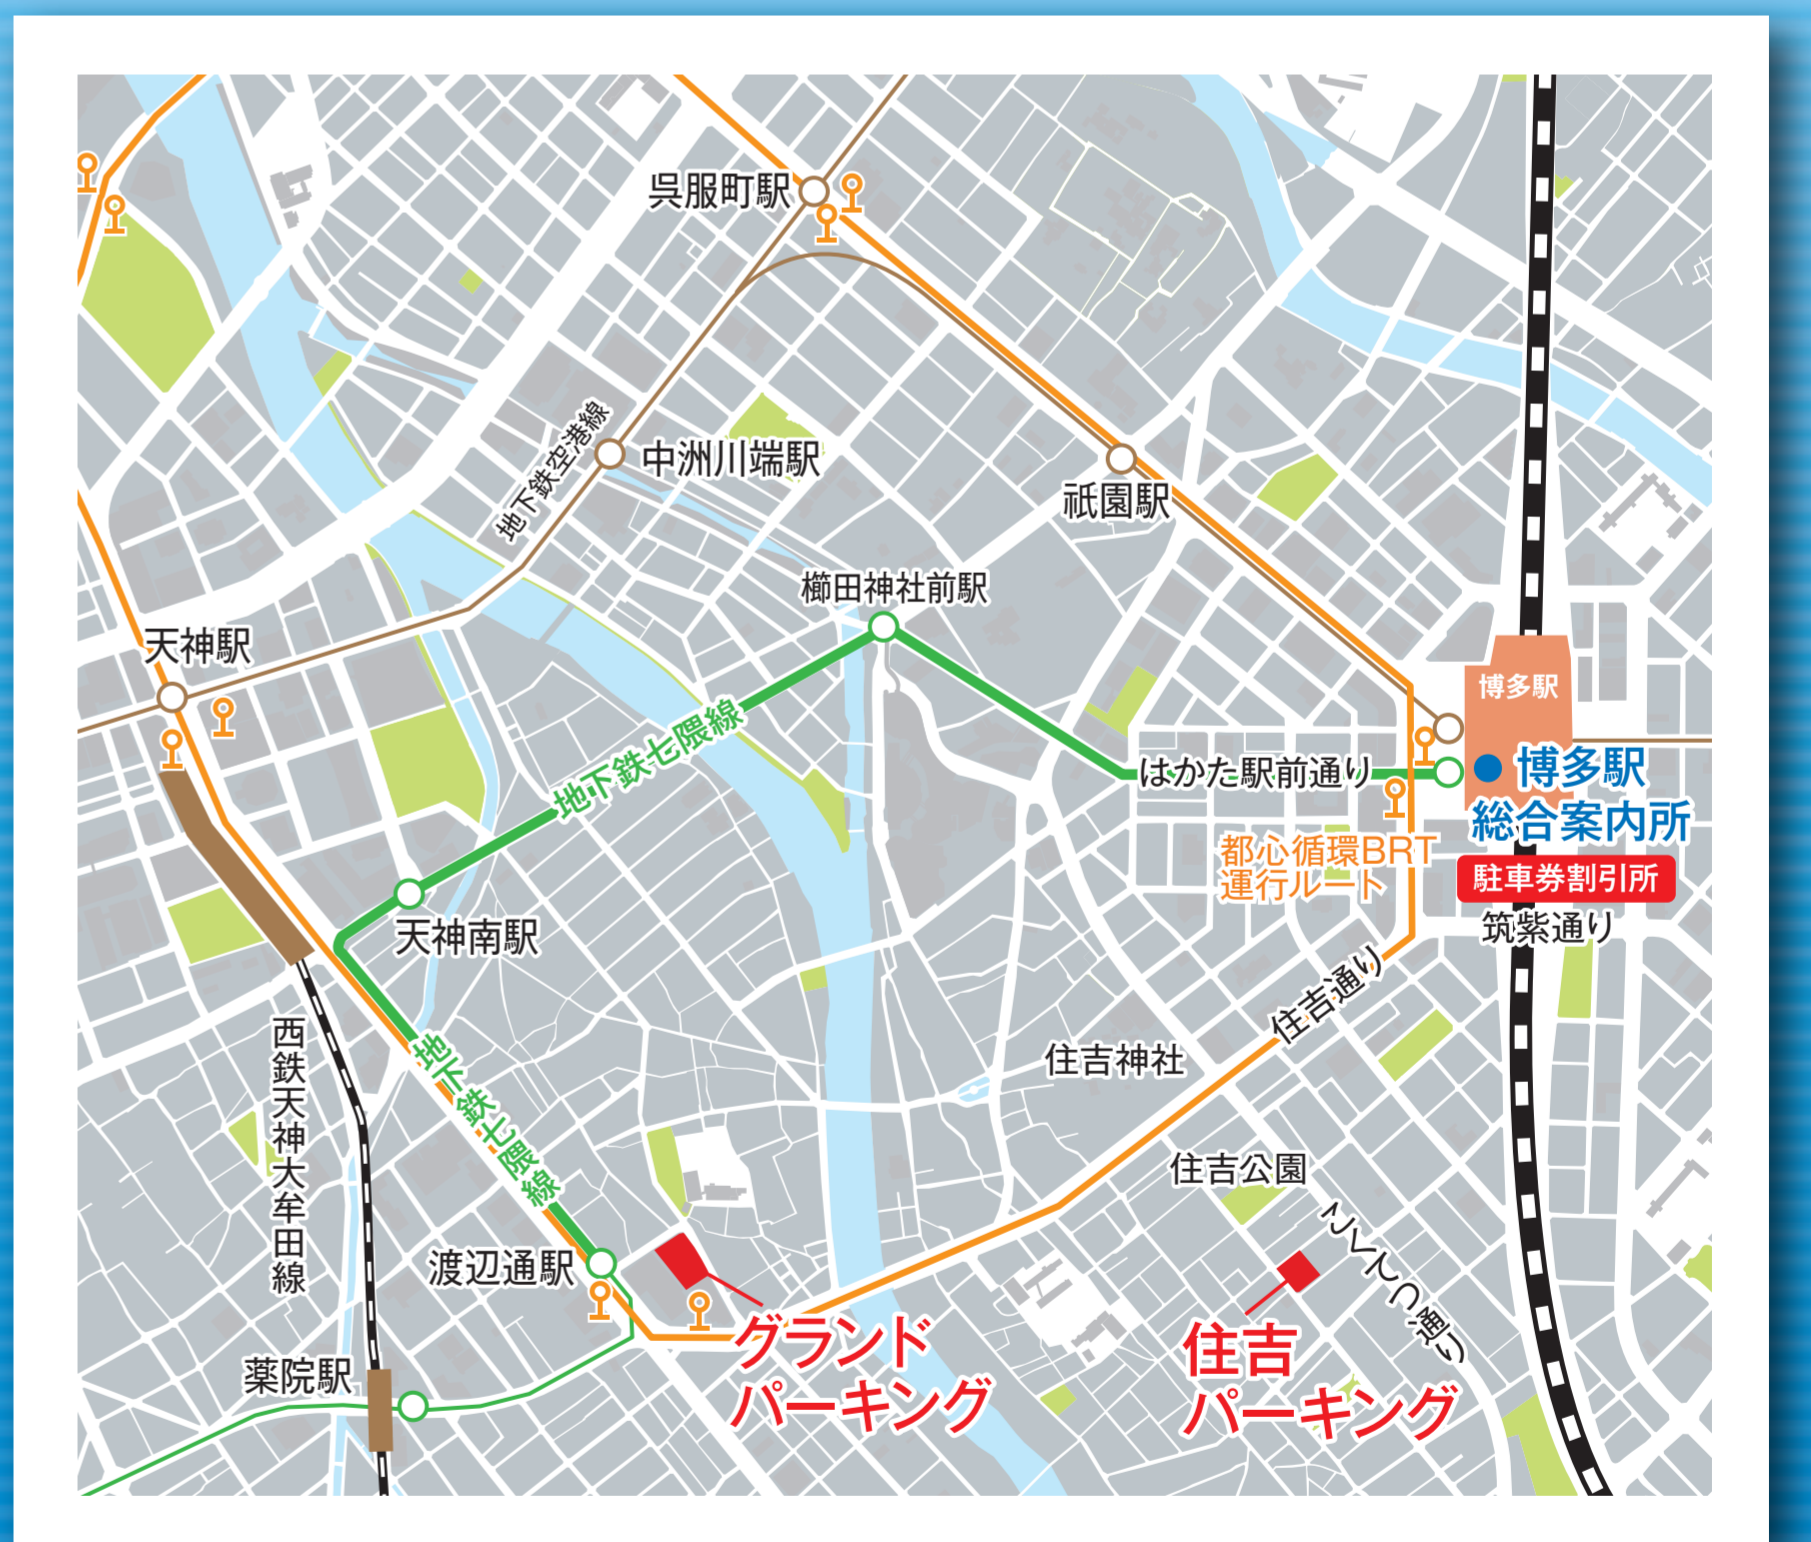 呉服町駅
地下鉄空港線
中洲川端駅
祇園駅
櫛田神社前駅
天神駅
博多駅
地下鉄七隈線
はかた駅前通り
博多駅
総合案内所
都心循環BRT
運行ルート
駐車券割引所
筑紫通り
天神南駅
住吉通り
西鉄天神大牟田線
地下鉄七隈線
住吉神社
住吉公園
こくてつ通り
渡辺通駅
グランド
パーキング
住吉
パーキング
薬院駅